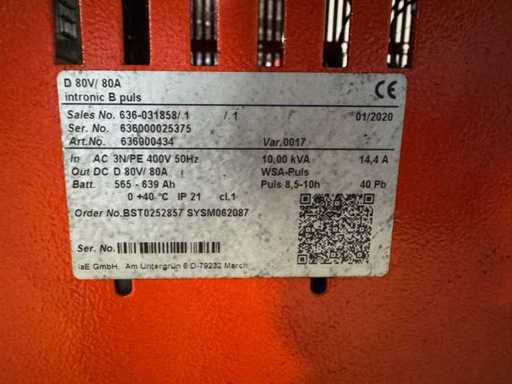 D 80V/ 80A
intronic B puls
CE
Sales No. 636-031858/ 1 / 1 01/2020
Ser. No. 636000025375
Art.No. 636000434 Var.0017
In AC 3N/PE 400V 50Hz 10,00 kVA 14,4 A
Out DC D 80V/ 80A WSA-Puls
Batt. 565 - 639 Ah Puls 8,5-10h 40 Pb
0 +40 °C IP 21 cl.1
Order No.BST0252857 SYSM062087
Ser. No.
iaE GmbH. Am Untergrün 6 D-79232 March